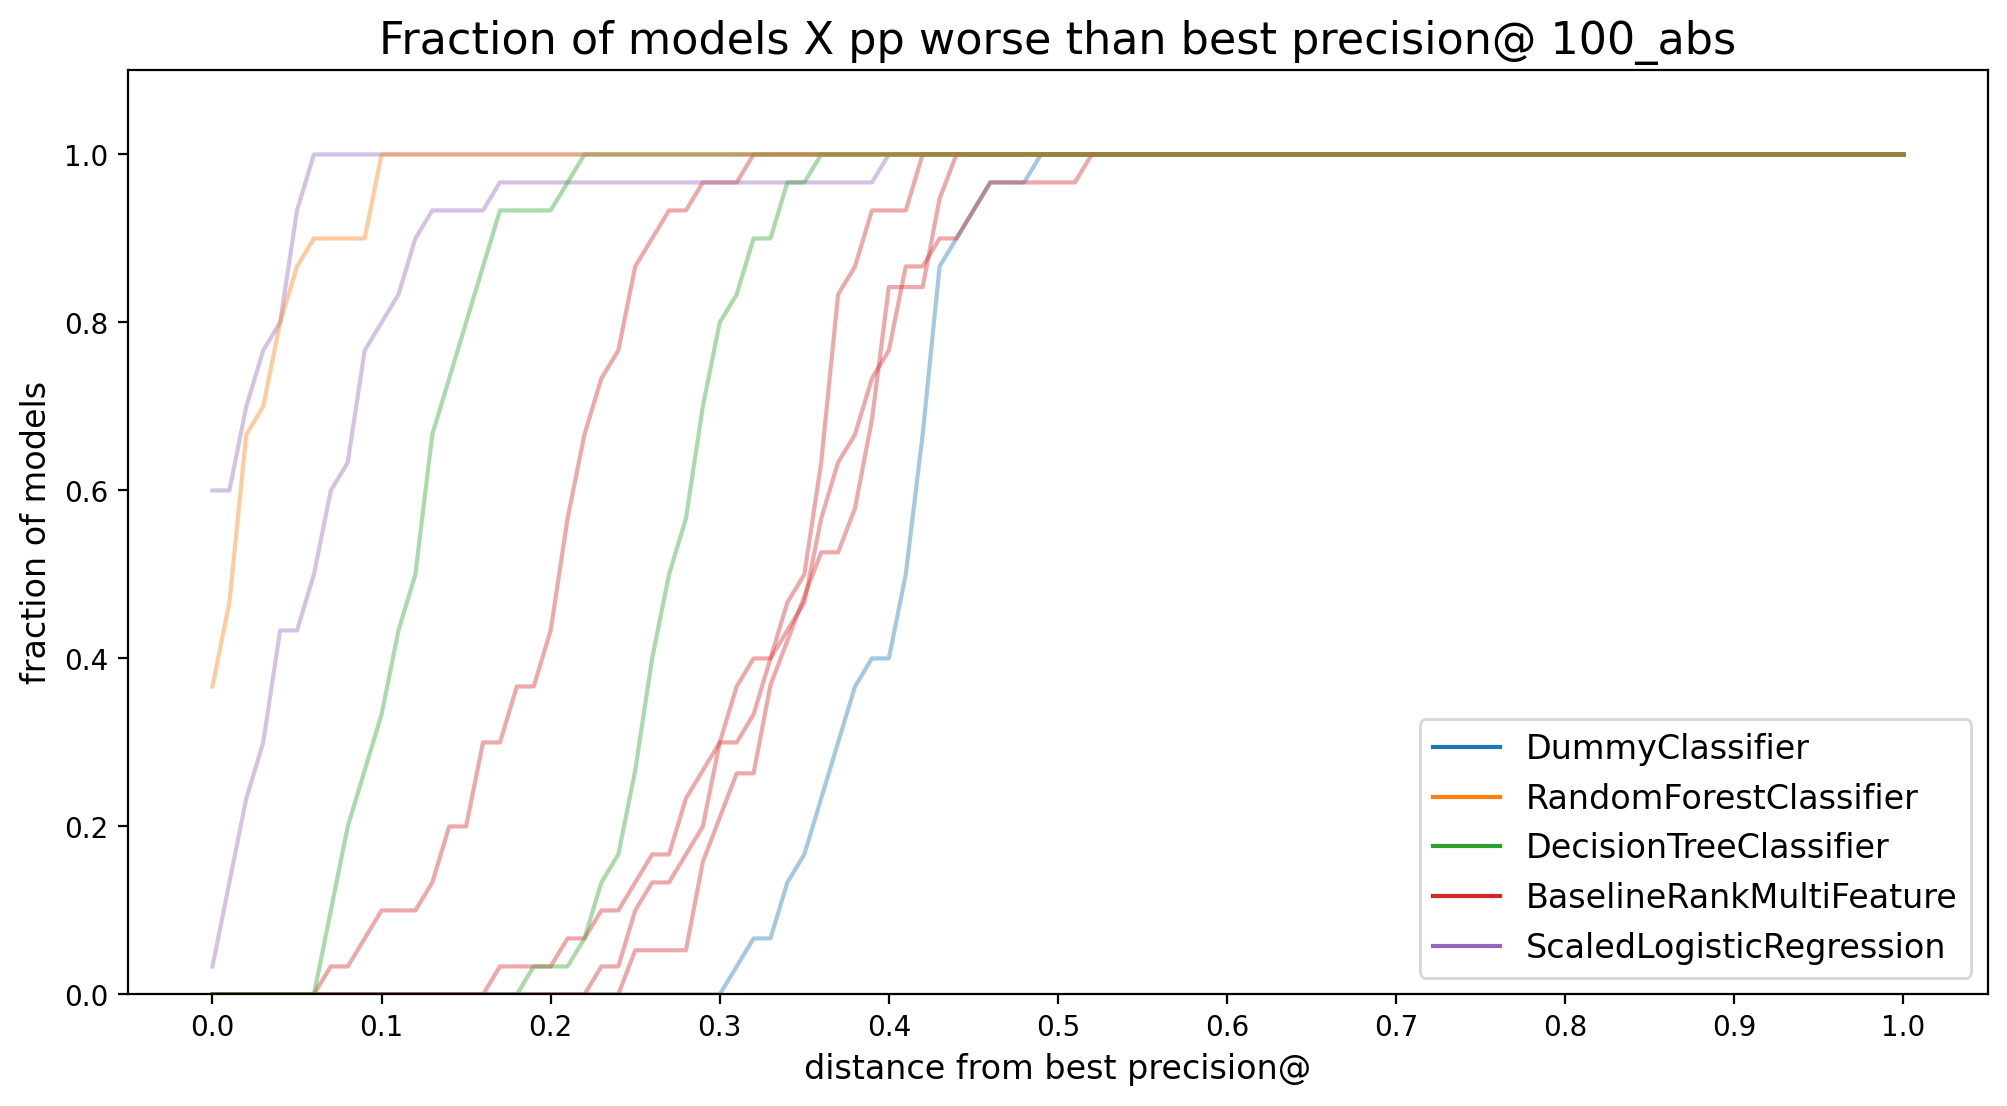 Fraction of models X pp worse than best precision@ 100_abs
fraction of models
1.0
0.8
0.6
0.4
0.2
0.0
0.0 0.1 0.2 0.3 0.4 0.5 0.6 0.7 0.8 0.9 1.0
distance from best precision@
DummyClassifier
RandomForestClassifier
DecisionTreeClassifier
BaselineRankMultiFeature
ScaledLogisticRegression